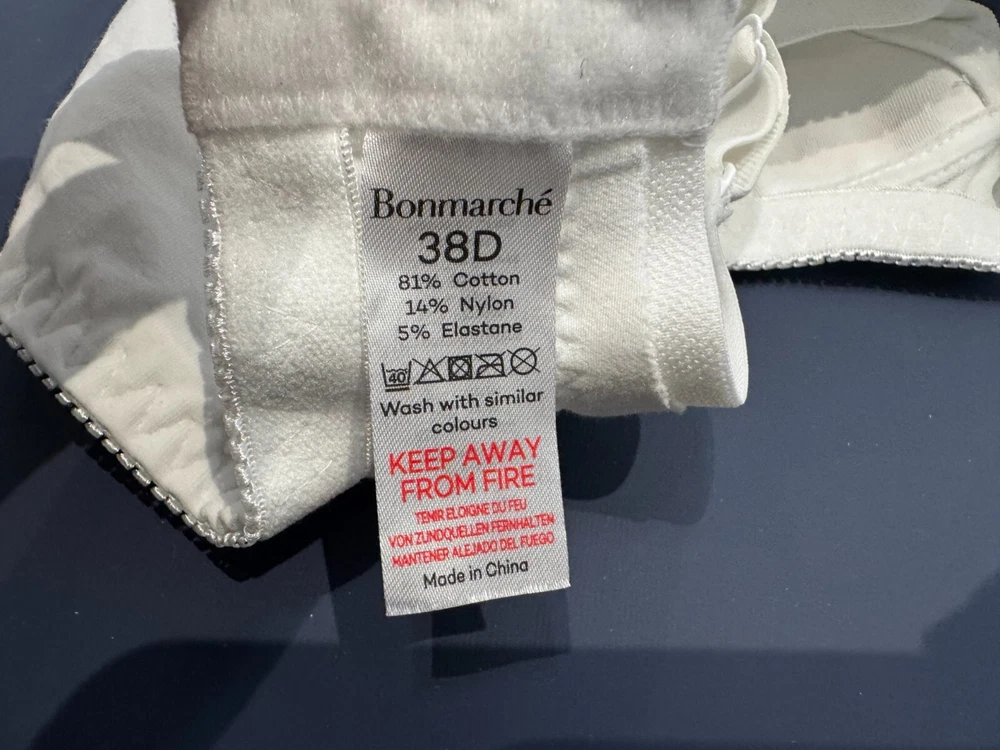 Bonmarché
38D
81% Cotton
14% Nylon
5% Elastane
40
Wash with similar
colours
KEEP AWAY
FROM FIRE
TENIR ELOIGNE DU FEU
VON ZUNDQUELLEN FERNHALTEN
MANTENER ALEJADO DEL FUEGO
Made in China